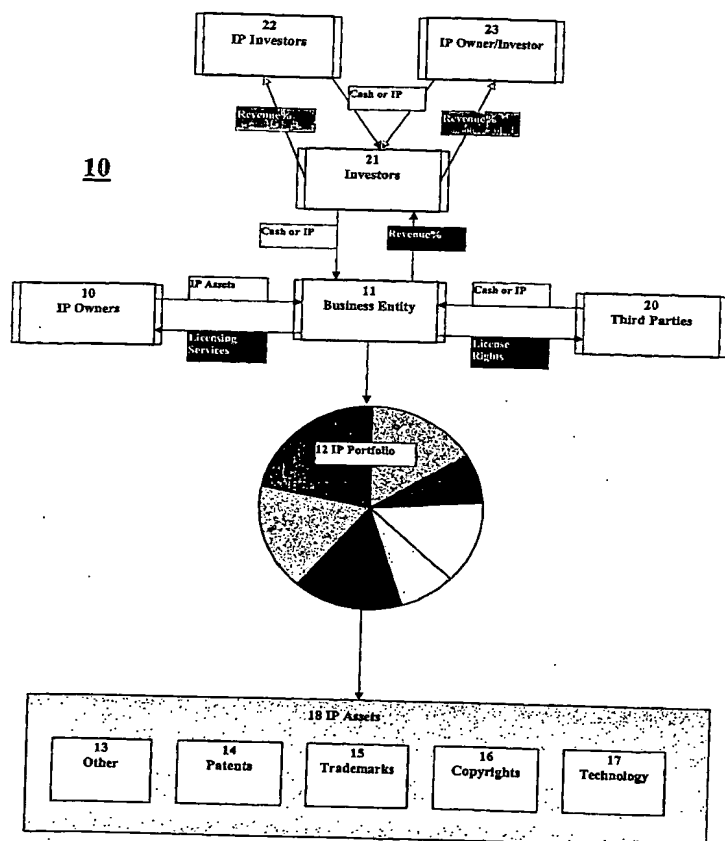 22
IP Investors
23
IP Owner/Investor
Cash or IP
Revenue%
Revenue%
10
21
Investors
Cash or IP
Revenue%
10
IP Owners
IP Assets
Licensing
Services
11
Business Entity
Cash or IP
License
Rights
20
Third Parties
12 IP Portfolio
18 IP Assets
13
Other
14
Patents
15
Trademarks
16
Copyrights
17
Technology